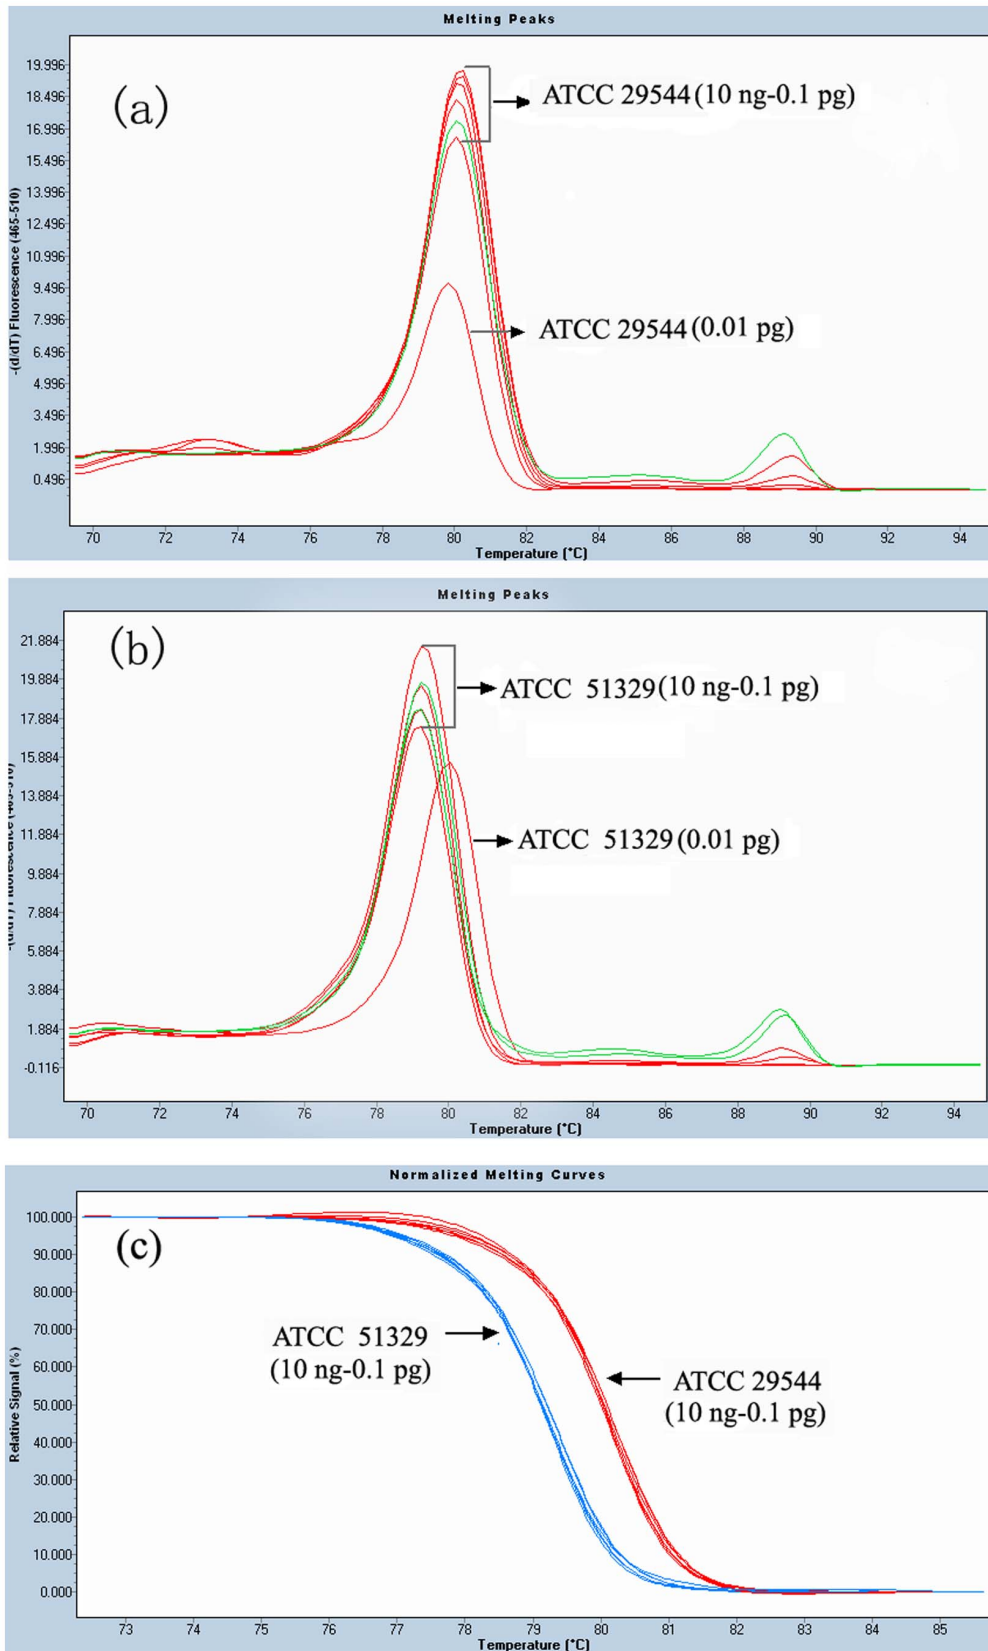 Melting Peaks
(a)
19.996
18.496
16.996
15.496
13.996
12.496
10.996
9.496
7.996
6.496
4.996
3.496
1.996
0.496
-(d/dT) Fluorescence (465-510)
ATCC 29544 (10 ng-0.1 pg)
ATCC 29544 (0.01 pg)
70 72 74 76 78 80 82 84 86 88 90 92 94
Temperature (°C)
Melting Peaks
(b)
21.884
19.884
17.884
15.884
13.884
11.884
9.884
7.884
5.884
3.884
1.884
-0.116
-(d/dT) Fluorescence (465-510)
ATCC 51329 (10 ng-0.1 pg)
ATCC 51329 (0.01 pg)
70 72 74 76 78 80 82 84 86 88 90 92 94
Temperature (°C)
Normalized Melting Curves
(c)
100.000
90.000
80.000
70.000
60.000
50.000
40.000
30.000
20.000
10.000
0.000
Relative Signal (%)
ATCC 51329
(10 ng-0.1 pg)
ATCC 29544
(10 ng-0.1 pg)
73 74 75 76 77 78 79 80 81 82 83 84 85
Temperature (°C)